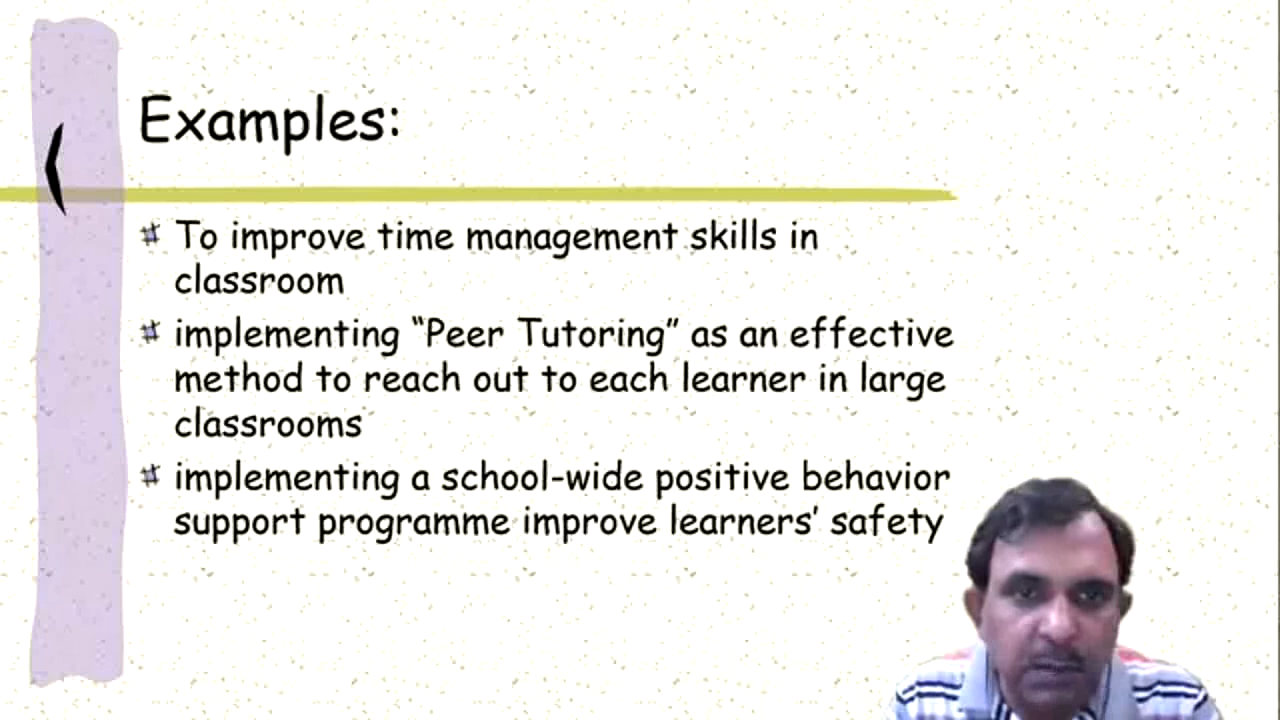 Examples:
To improve time management skills in
classroom
implementing “Peer Tutoring” as an effective
method to reach out to each learner in large
classrooms
implementing a school-wide positive behavior
support programme improve learners’ safety